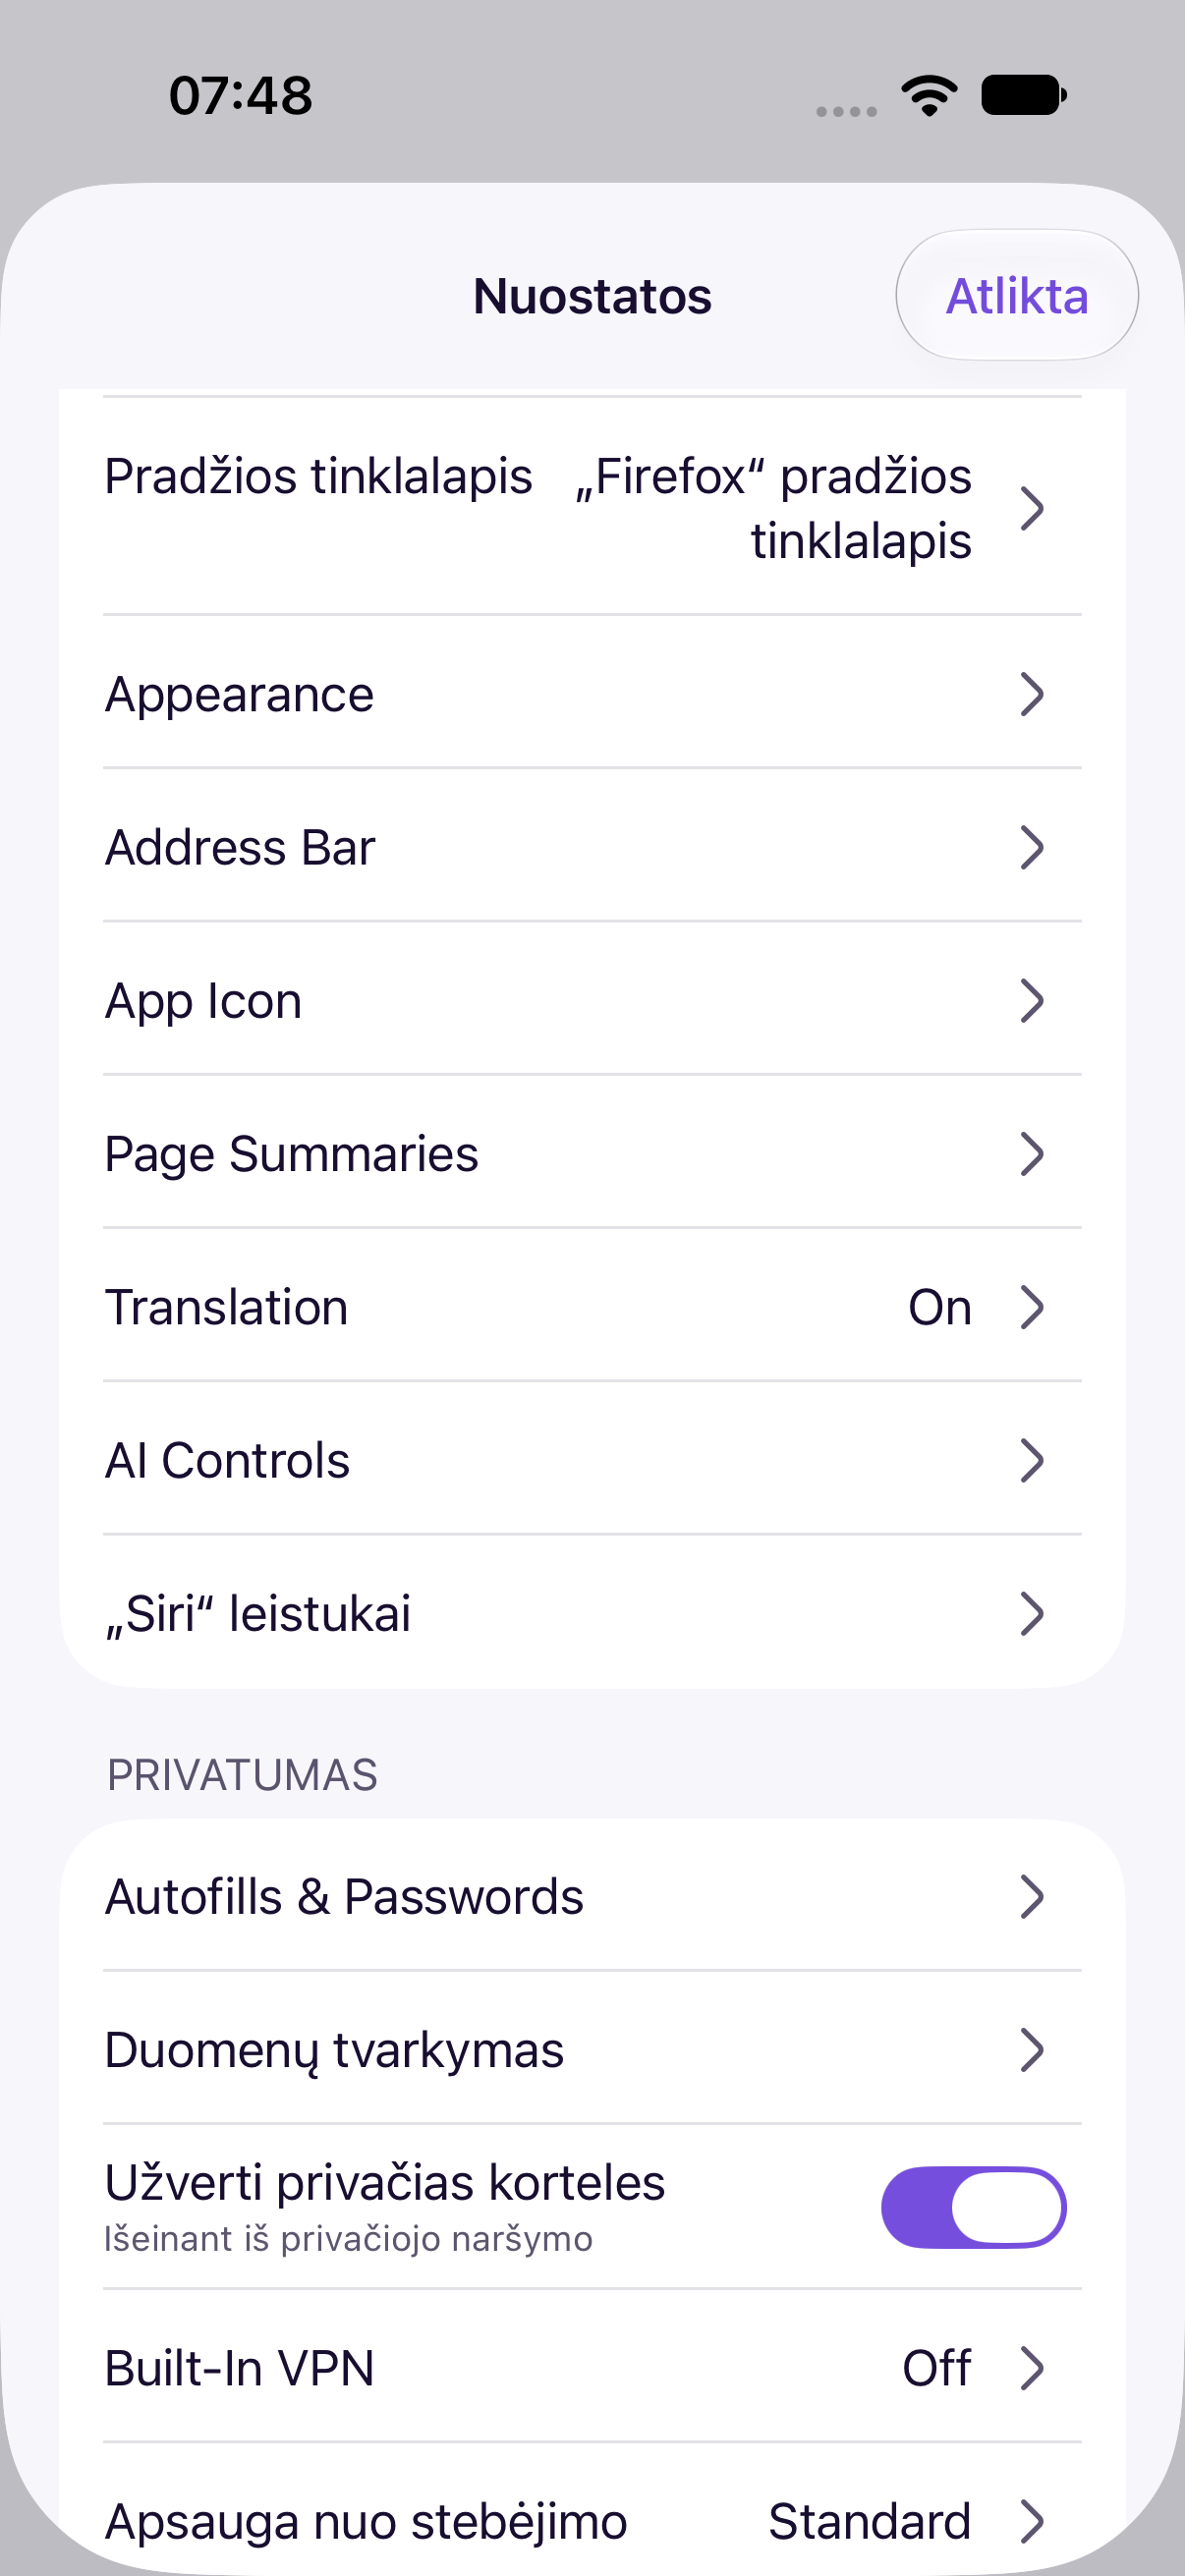 07:48
Nuostatos
Atlikta
Pradžios tinklalapis „Firefox“ pradžios
tinklalapis
Appearance
Address Bar
App Icon
Page Summaries
Translation On
AI Controls
„Siri“ leistukai
PRIVATUMAS
Autofills & Passwords
Duomenų tvarkymas
Užverti privačias korteles
Išeinant iš privačiojo naršymo
Built-In VPN Off
Apsauga nuo stebėjimo Standard